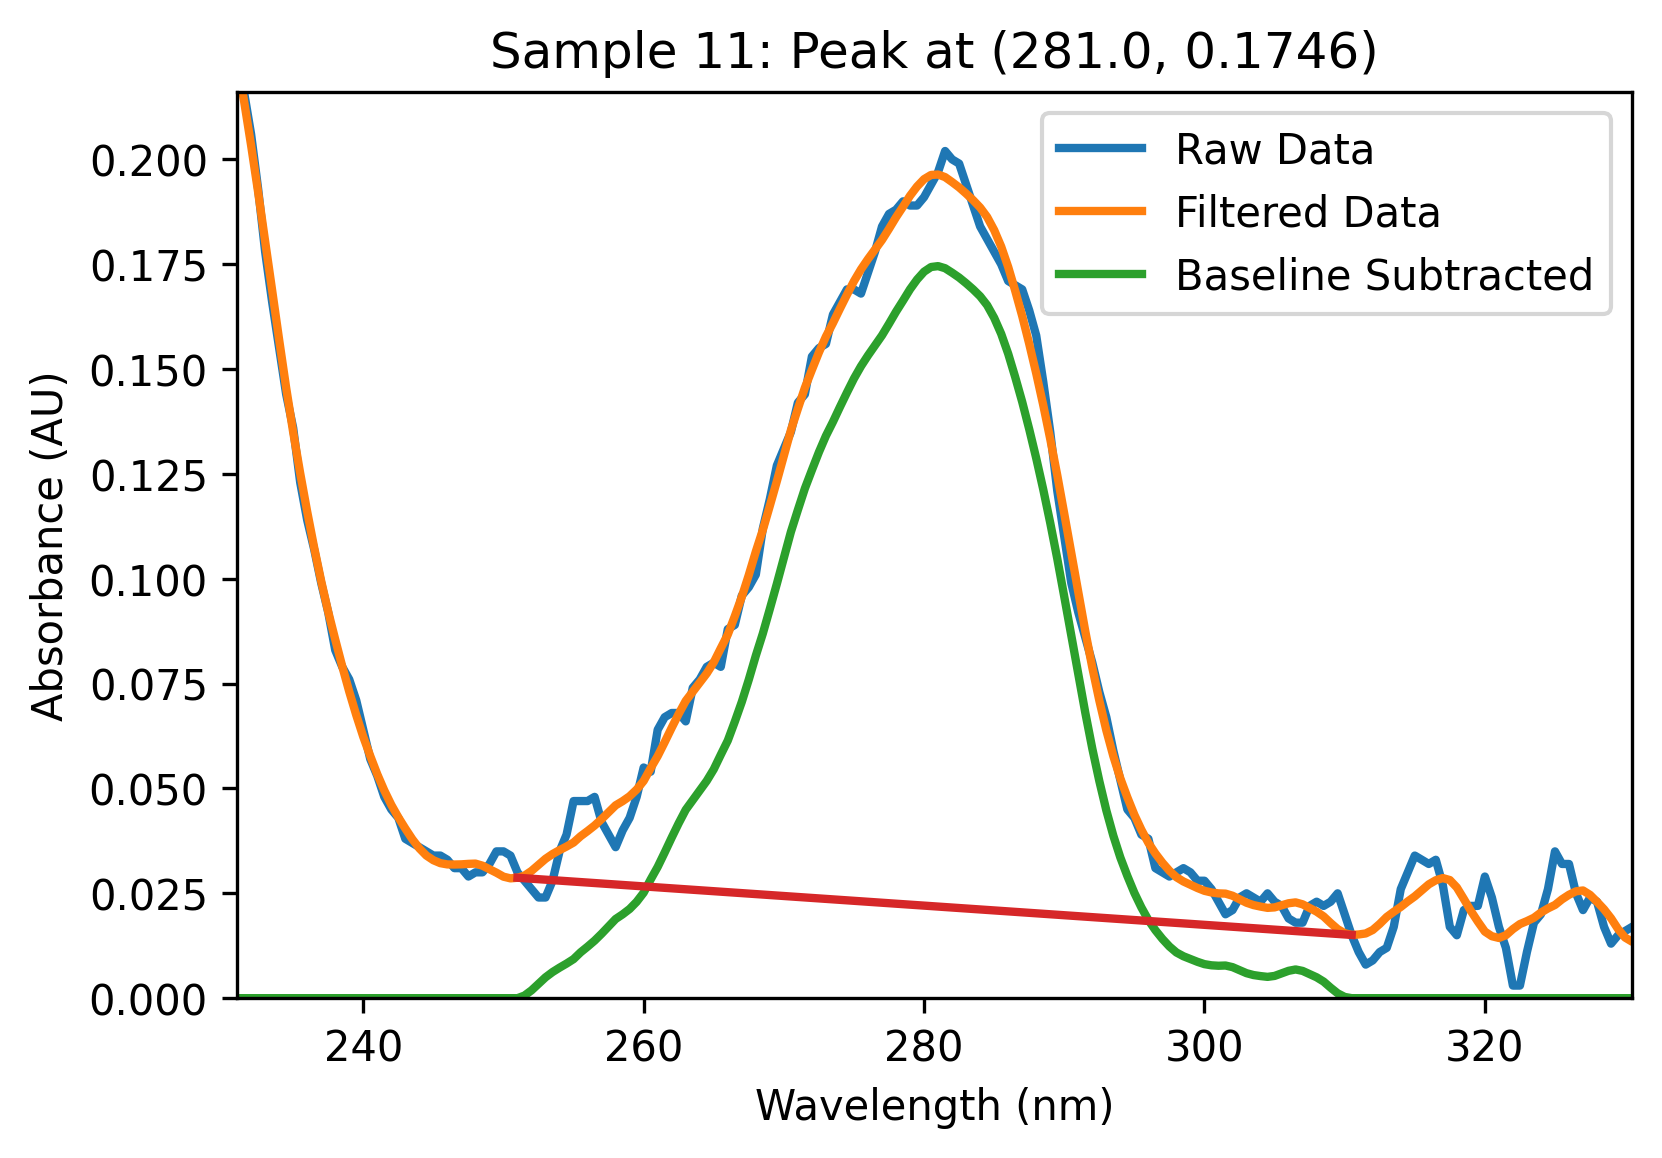 Sample 11: Peak at (281.0, 0.1746)
Raw Data
Filtered Data
Baseline Subtracted
Absorbance (AU)
0.200
0.175
0.150
0.125
0.100
0.075
0.050
0.025
0.000
240 260 280 300 320
Wavelength (nm)